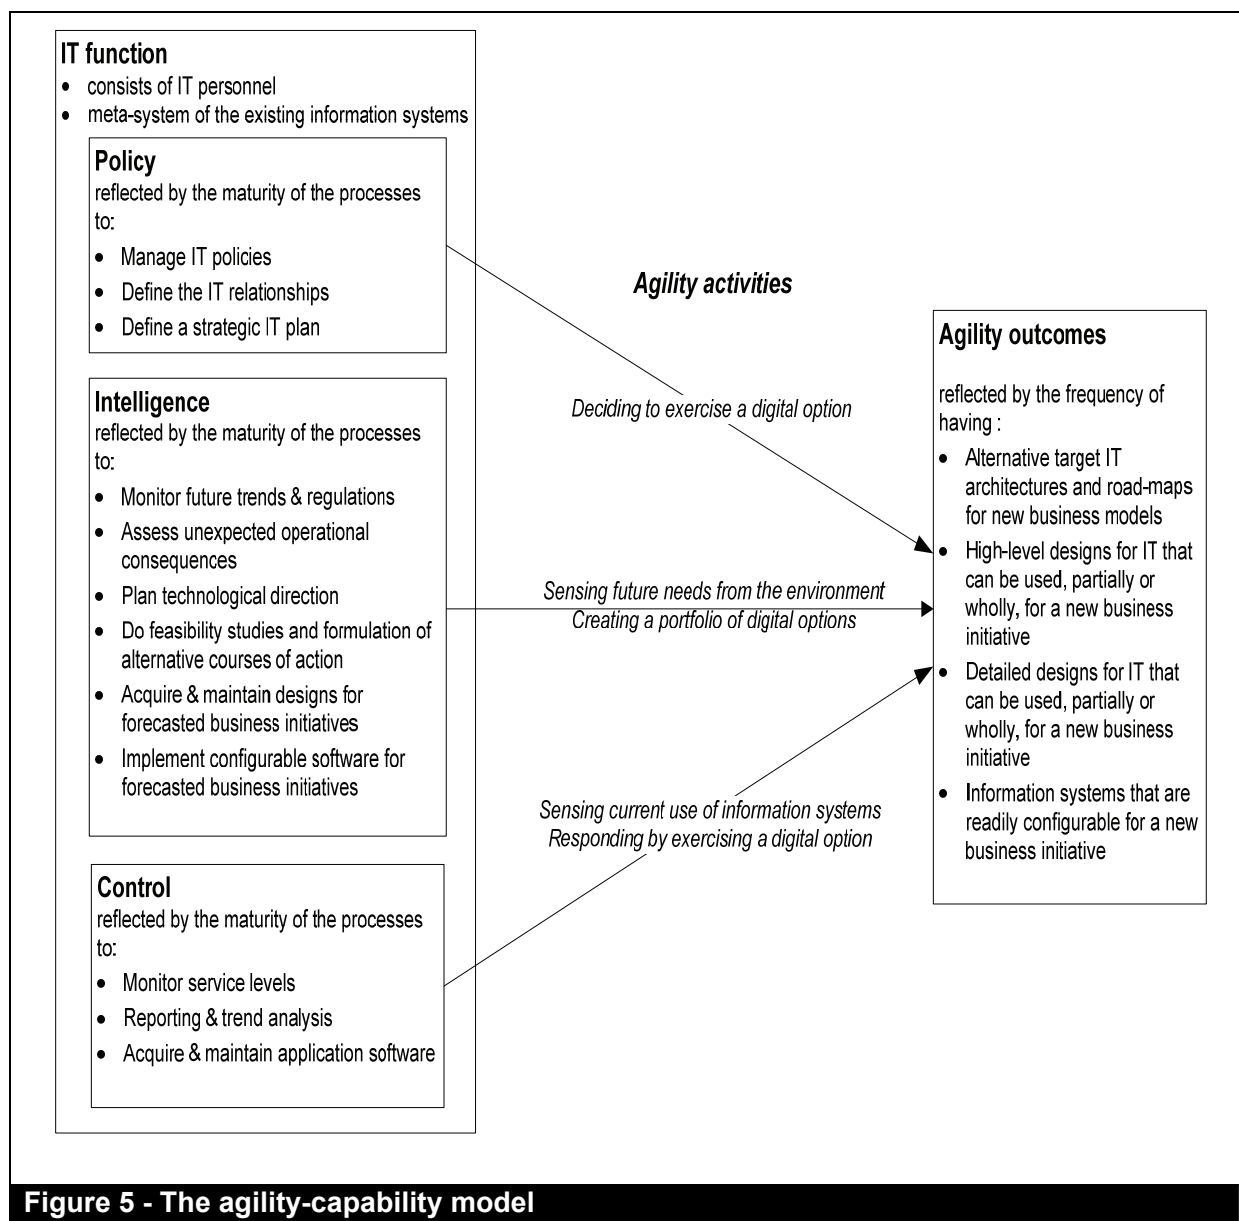 IT function
• consists of IT personnel
• meta-system of the existing information systems
Policy
reflected by the maturity of the processes
to:
• Manage IT policies
• Define the IT relationships
• Define a strategic IT plan
Intelligence
reflected by the maturity of the processes
to:
• Monitor future trends & regulations
• Assess unexpected operational
consequences
• Plan technological direction
• Do feasibility studies and formulation of
alternative courses of action
• Acquire & maintain designs for
forecasted business initiatives
• Implement configurable software for
forecasted business initiatives
Control
reflected by the maturity of the processes
to:
• Monitor service levels
• Reporting & trend analysis
• Acquire & maintain application software
Agility activities
Deciding to exercise a digital option
Sensing future needs from the environment
Creating a portfolio of digital options
Sensing current use of information systems
Responding by exercising a digital option
Agility outcomes
reflected by the frequency of
having :
• Alternative target IT
architectures and road-maps
for new business models
• High-level designs for IT that
can be used, partially or
wholly, for a new business
initiative
• Detailed designs for IT that
can be used, partially or
wholly, for a new business
initiative
• Information systems that are
readily configurable for a new
business initiative
Figure 5 - The agility-capability model